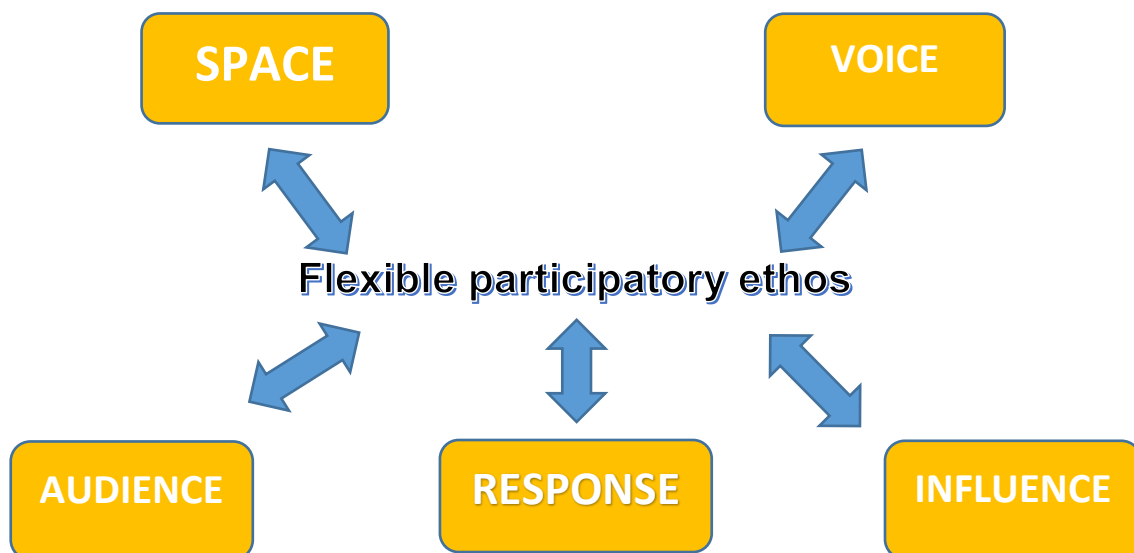 SPACE
VOICE
Flexible participatory ethos
AUDIENCE
RESPONSE
INFLUENCE